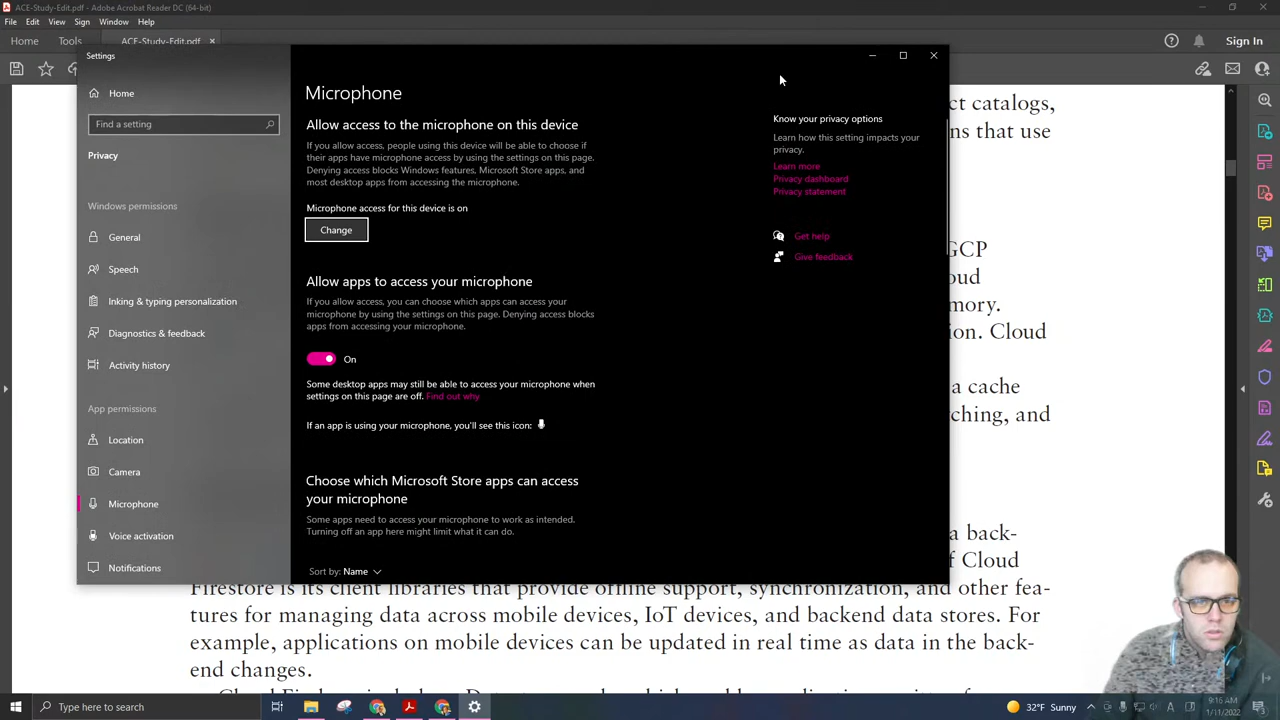 ACE-Study-Edit.pdf - Adobe Acrobat Reader DC (64-bit)
File Edit View Sign Window Help
Home Tools ACE-Study-Edit.pdf
Sign In
Settings
Home
Find a setting
Privacy
Windows permissions
General
Speech
Inking & typing personalization
Diagnostics & feedback
Activity history
App permissions
Location
Camera
Microphone
Voice activation
Notifications
Microphone
Allow access to the microphone on this device
If you allow access, people using this device will be able to choose if
their apps have microphone access by using the settings on this page.
Denying access blocks Windows features, Microsoft Store apps, and
most desktop apps from accessing the microphone.
Microphone access for this device is on
Change
Allow apps to access your microphone
If you allow access, you can choose which apps can access your
microphone by using the settings on this page. Denying access blocks
apps from accessing your microphone.
On
Some desktop apps may still be able to access your microphone when
settings on this page are off. Find out why
If an app is using your microphone, you'll see this icon:
Choose which Microsoft Store apps can access
your microphone
Some apps need to access your microphone to work as intended.
Turning off an app here might limit what it can do.
Sort by: Name
Know your privacy options
Learn how this setting impacts your
privacy.
Learn more
Privacy dashboard
Privacy statement
Get help
Give feedback
ct catalogs,
ns that use
GCP
oud
mory.
ion. Cloud
a cache
rching, and
a back-
f Cloud
Firestore is its client libraries that provide offline support, synchronization, and other fea-
tures for managing data across mobile devices, IoT devices, and backend data stores. For
example, applications on mobile devices can be updated in real time as data in the back-
end changes.
Type here to search
32°F Sunny
9:15 AM
1/11/2022